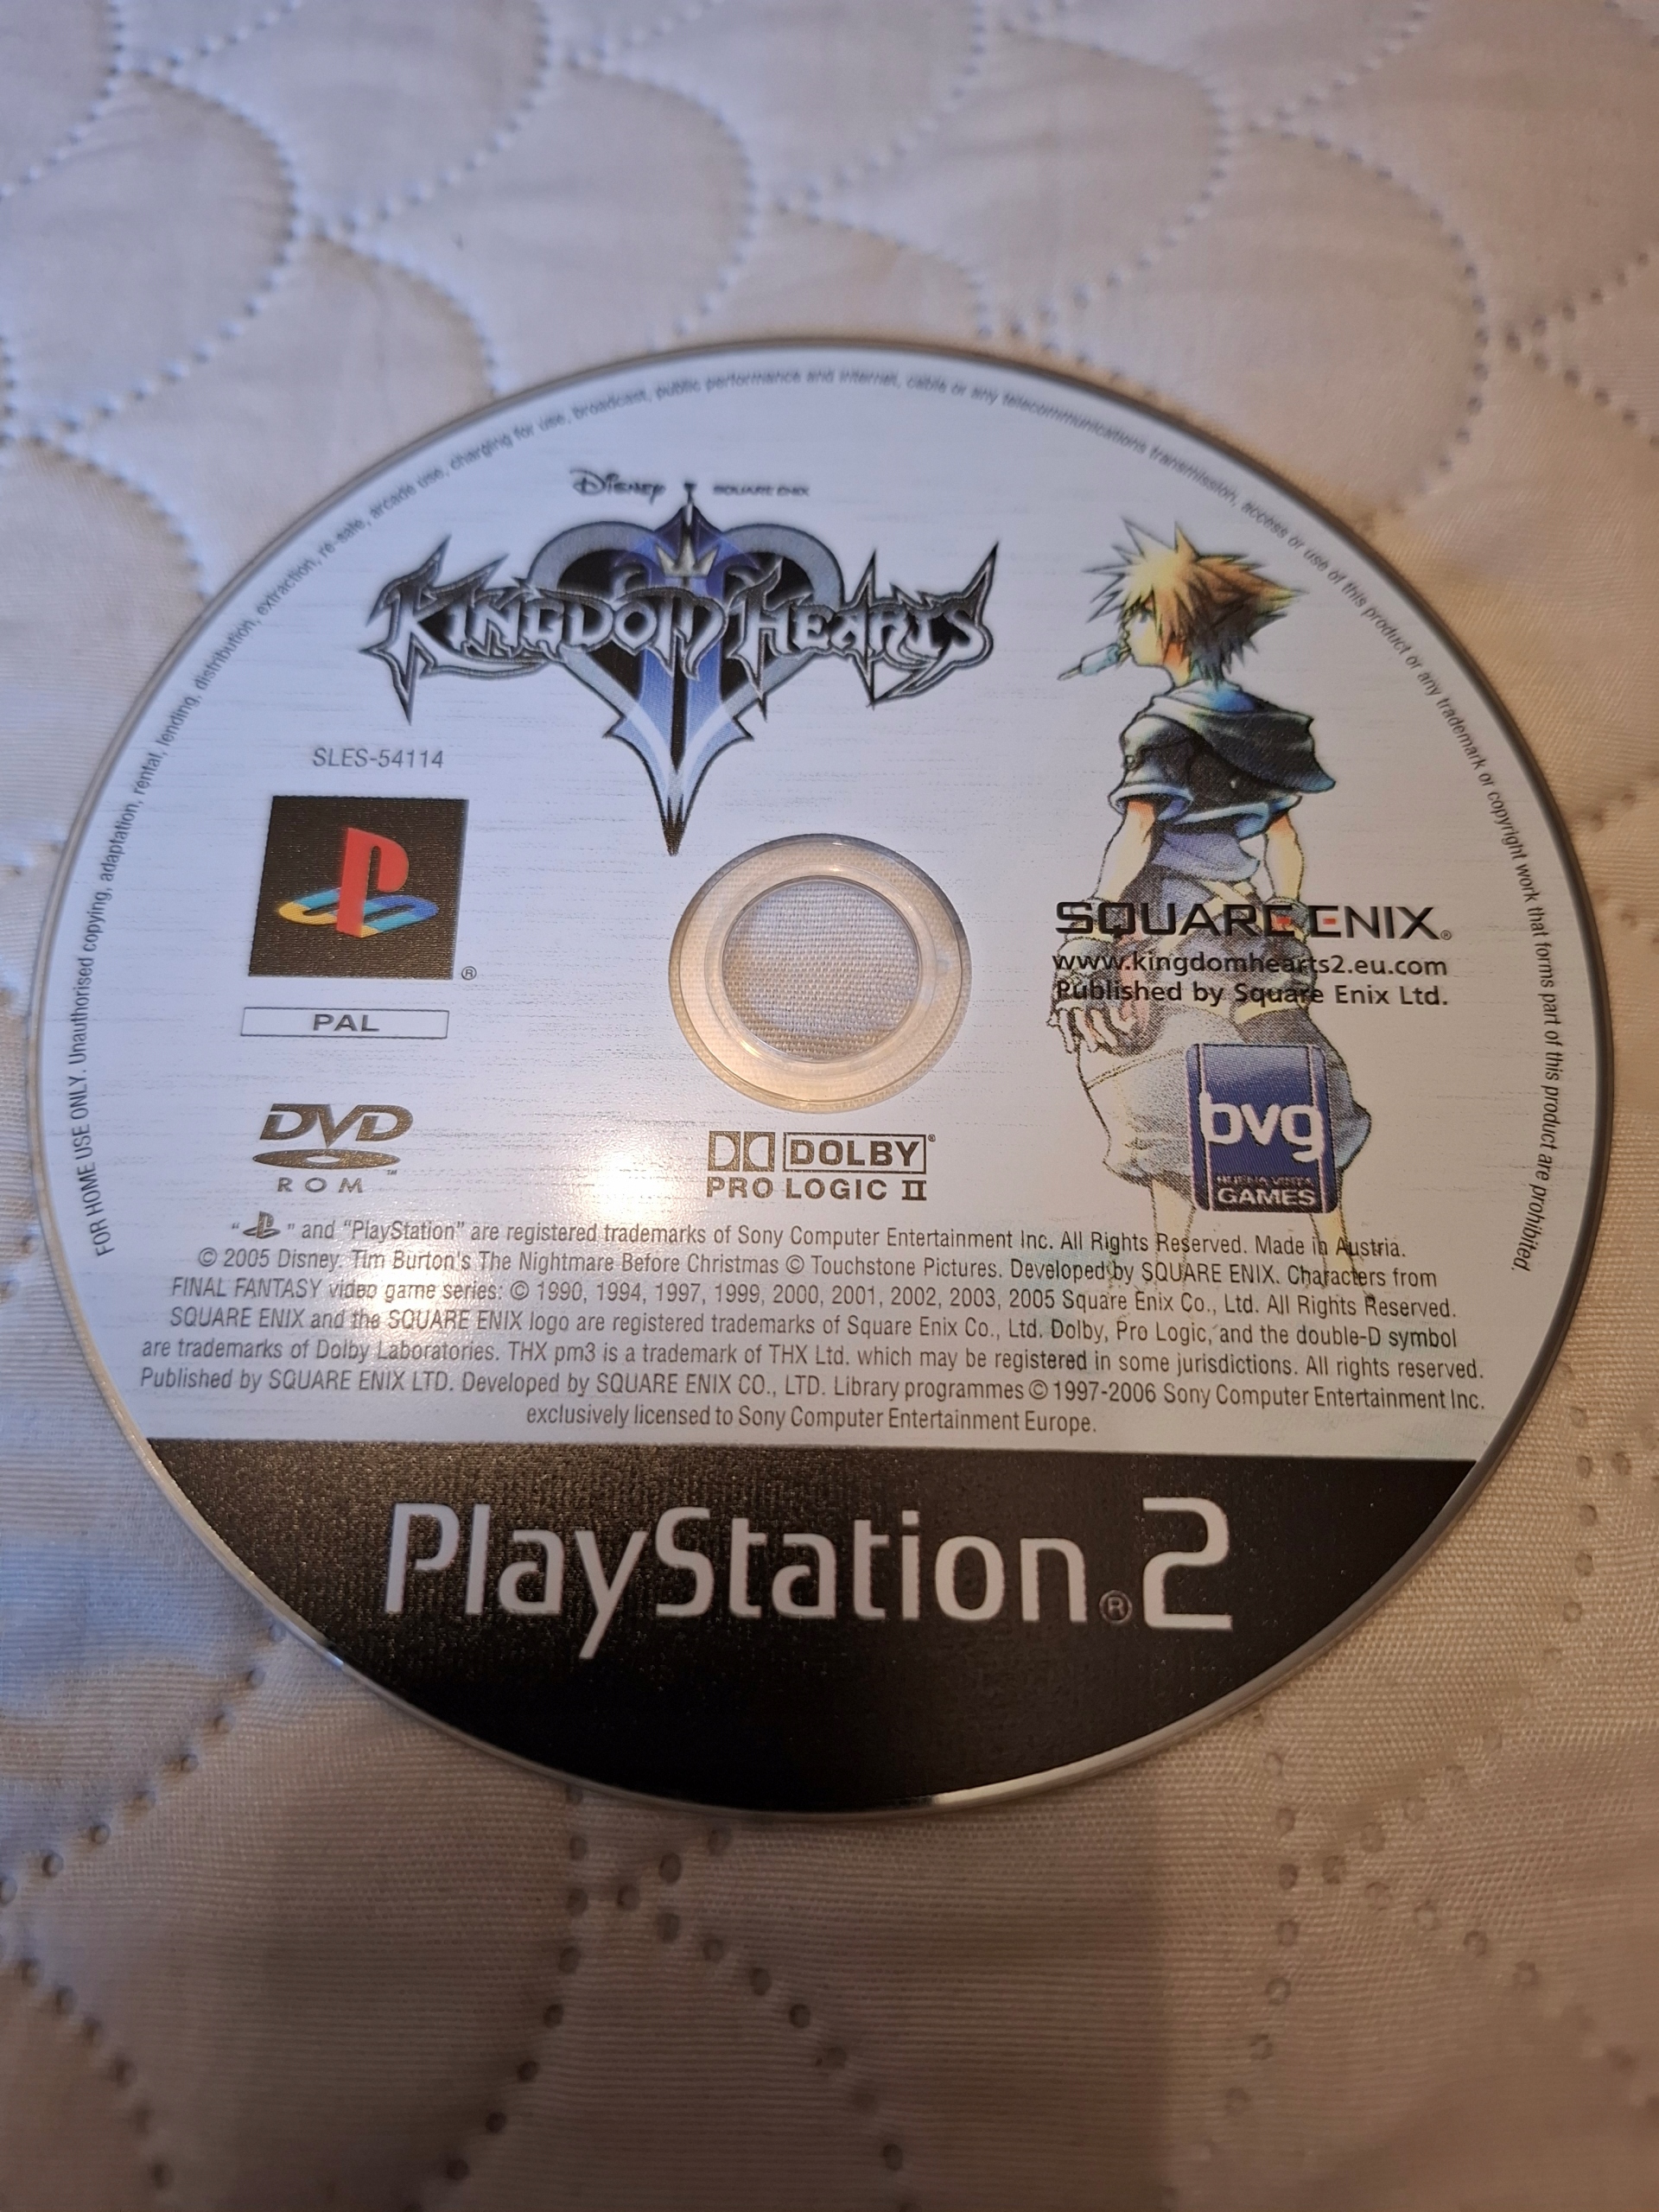 FOR HOME USE ONLY. Unauthorised copying, adaptation, rental, lending, distribution, extraction, re-sale, arcade use, charging for use, broadcast, public performance and internet, cable or any telecommunications transmission, access or use of this product or any trademark or copyright work that forms part of this product are prohibited.
Disney SQUARE ENIX
KINGDOM HEARTS
II
SLES-54114
®
PAL
DVD
ROM ™
DOLBY®
PRO LOGIC II
SQUARE ENIX®
www.kingdomhearts2.eu.com
Published by Square Enix Ltd.
bvg
BUENA VISTA
GAMES
" " and "PlayStation" are registered trademarks of Sony Computer Entertainment Inc. All Rights Reserved. Made in Austria.
© 2005 Disney. Tim Burton's The Nightmare Before Christmas © Touchstone Pictures. Developed by SQUARE ENIX. Characters from
FINAL FANTASY video game series: © 1990, 1994, 1997, 1999, 2000, 2001, 2002, 2003, 2005 Square Enix Co., Ltd. All Rights Reserved.
SQUARE ENIX and the SQUARE ENIX logo are registered trademarks of Square Enix Co., Ltd. Dolby, Pro Logic, and the double-D symbol
are trademarks of Dolby Laboratories. THX pm3 is a trademark of THX Ltd. which may be registered in some jurisdictions. All rights reserved.
Published by SQUARE ENIX LTD. Developed by SQUARE ENIX CO., LTD. Library programmes © 1997-2006 Sony Computer Entertainment Inc.
exclusively licensed to Sony Computer Entertainment Europe.
PlayStation®2